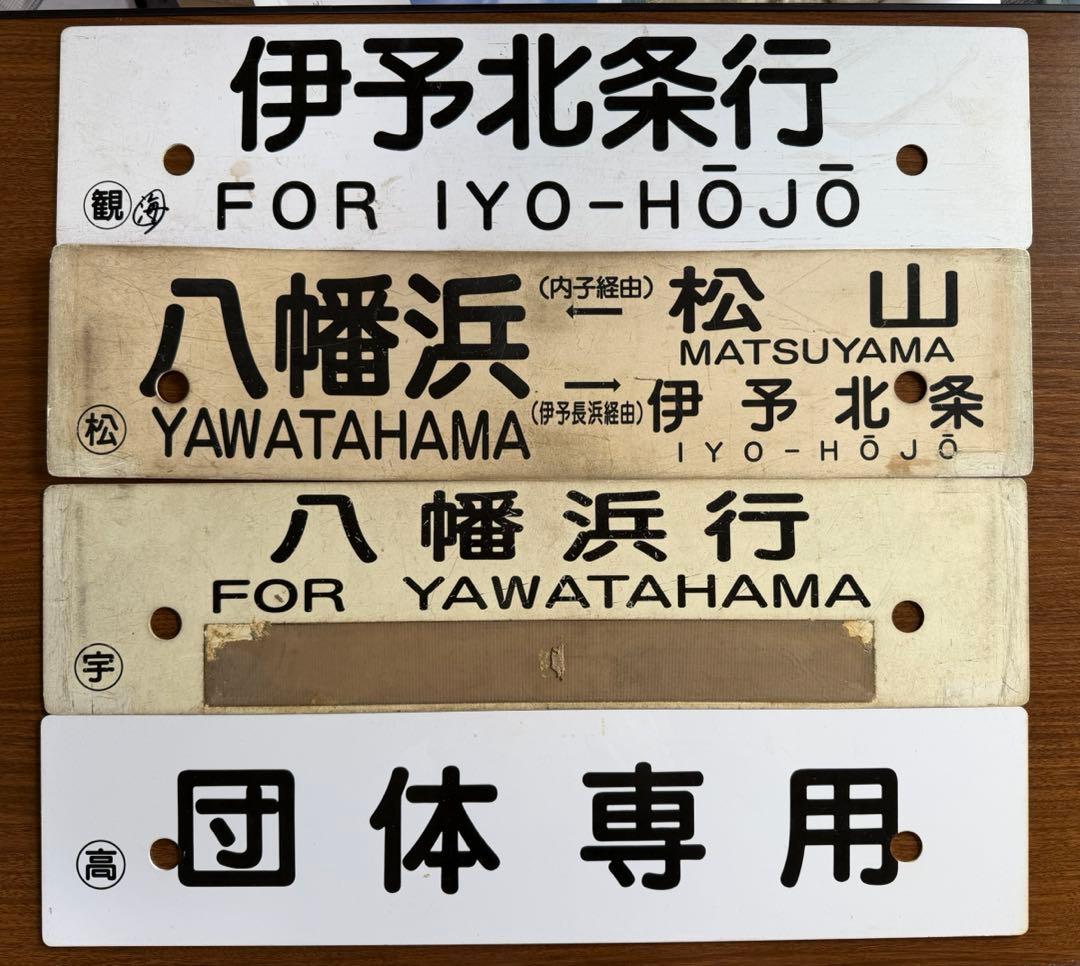 伊予北条行
観 海 FOR IYO-HŌJŌ
八幡浜 (内子経由) ← 松山
MATSUYAMA
→ (伊予長浜経由) 伊予北条
松 YAWATAHAMA IYO-HŌJŌ
八幡浜行
FOR YAWATAHAMA
宇
団体専用
高